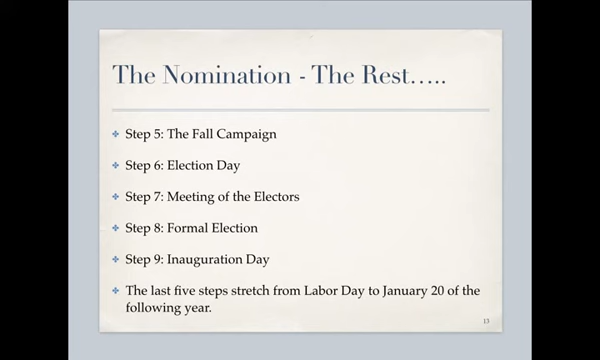 The Nomination - The Rest…..
Step 5: The Fall Campaign
Step 6: Election Day
Step 7: Meeting of the Electors
Step 8: Formal Election
Step 9: Inauguration Day
The last five steps stretch from Labor Day to January 20 of the
following year.
13